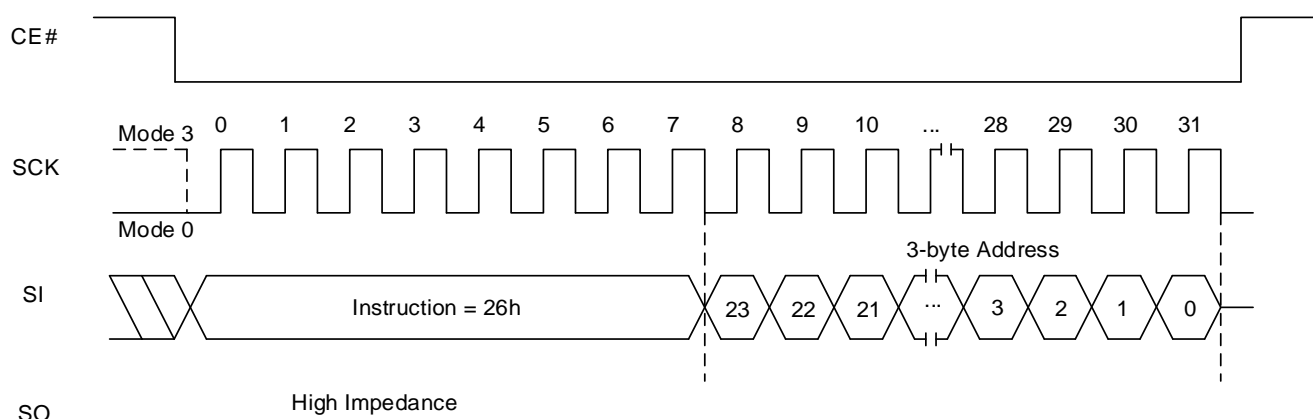 CE#
0 1 2 3 4 5 6 7 8 9 10 ... 28 29 30 31
Mode 3
SCK
Mode 0
3-byte Address
SI
Instruction = 26h 23 22 21 ... 3 2 1 0
High Impedance
SO